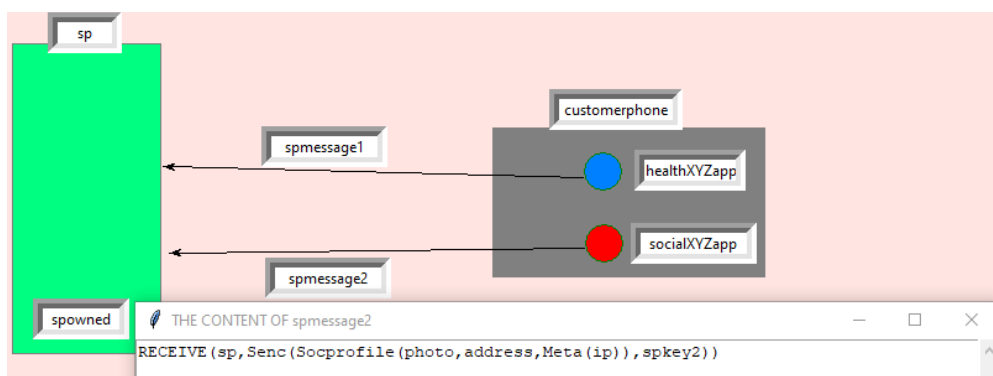 sp
customerphone
spmessage1
healthXYZapp
socialXYZapp
spmessage2
spowned
THE CONTENT OF spmessage2
RECEIVE(sp,Senc(Socprofile(photo,address,Meta(ip)),spkey2))